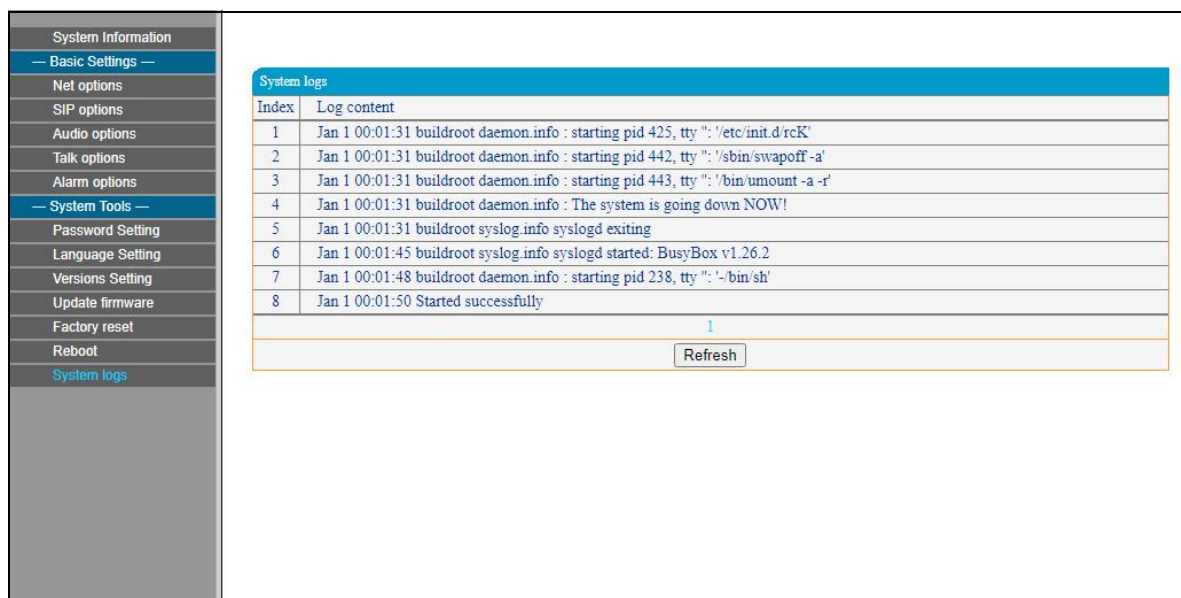 System Information
— Basic Settings —
Net options
SIP options
Audio options
Talk options
Alarm options
— System Tools —
Password Setting
Language Setting
Versions Setting
Update firmware
Factory reset
Reboot
System logs
System logs
Index Log content
1 Jan 1 00:01:31 buildroot daemon.info : starting pid 425, tty '': '/etc/init.d/rcK'
2 Jan 1 00:01:31 buildroot daemon.info : starting pid 442, tty '': '/sbin/swapoff -a'
3 Jan 1 00:01:31 buildroot daemon.info : starting pid 443, tty '': '/bin/umount -a -r'
4 Jan 1 00:01:31 buildroot daemon.info : The system is going down NOW!
5 Jan 1 00:01:31 buildroot syslog.info syslogd exiting
6 Jan 1 00:01:45 buildroot syslog.info syslogd started: BusyBox v1.26.2
7 Jan 1 00:01:48 buildroot daemon.info : starting pid 238, tty '': '-/bin/sh'
8 Jan 1 00:01:50 Started successfully
1
Refresh